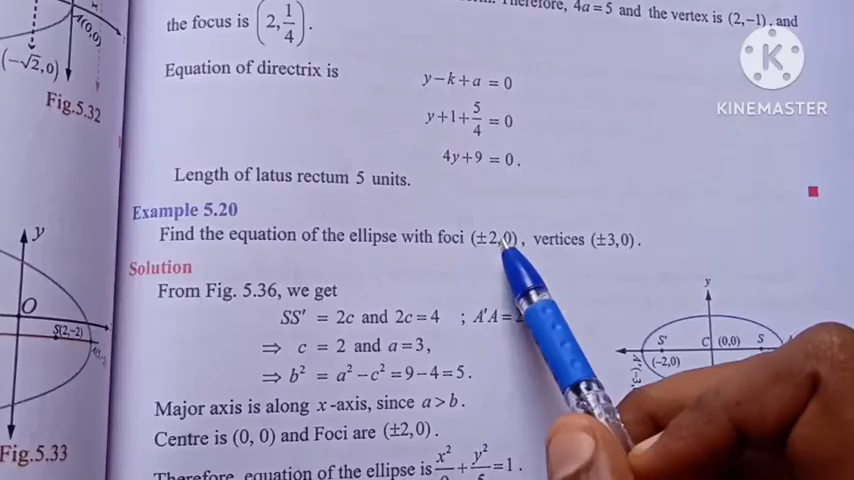 Therefore, 4a = 5 and the vertex is (2,−1), and
the focus is (2, 1/4).
Equation of directrix is y−k+a = 0
y+1+5/4 = 0
4y+9 = 0.
Length of latus rectum 5 units.
Example 5.20
Find the equation of the ellipse with foci (±2,0), vertices (±3,0).
Solution
From Fig. 5.36, we get
SS′ = 2c and 2c = 4 ; A′A =
⇒ c = 2 and a = 3,
⇒ b² = a² − c² = 9 − 4 = 5.
Major axis is along x-axis, since a > b.
Centre is (0, 0) and Foci are (±2,0).
Therefore, equation of the ellipse is x²/ + y²/5 = 1.
A(0,0)
(−√2,0)
Fig.5.32
y
O
S(2,−2)
Fig.5.33
y
S′
C
(0,0)
S
(−2,0)
KINEMASTER